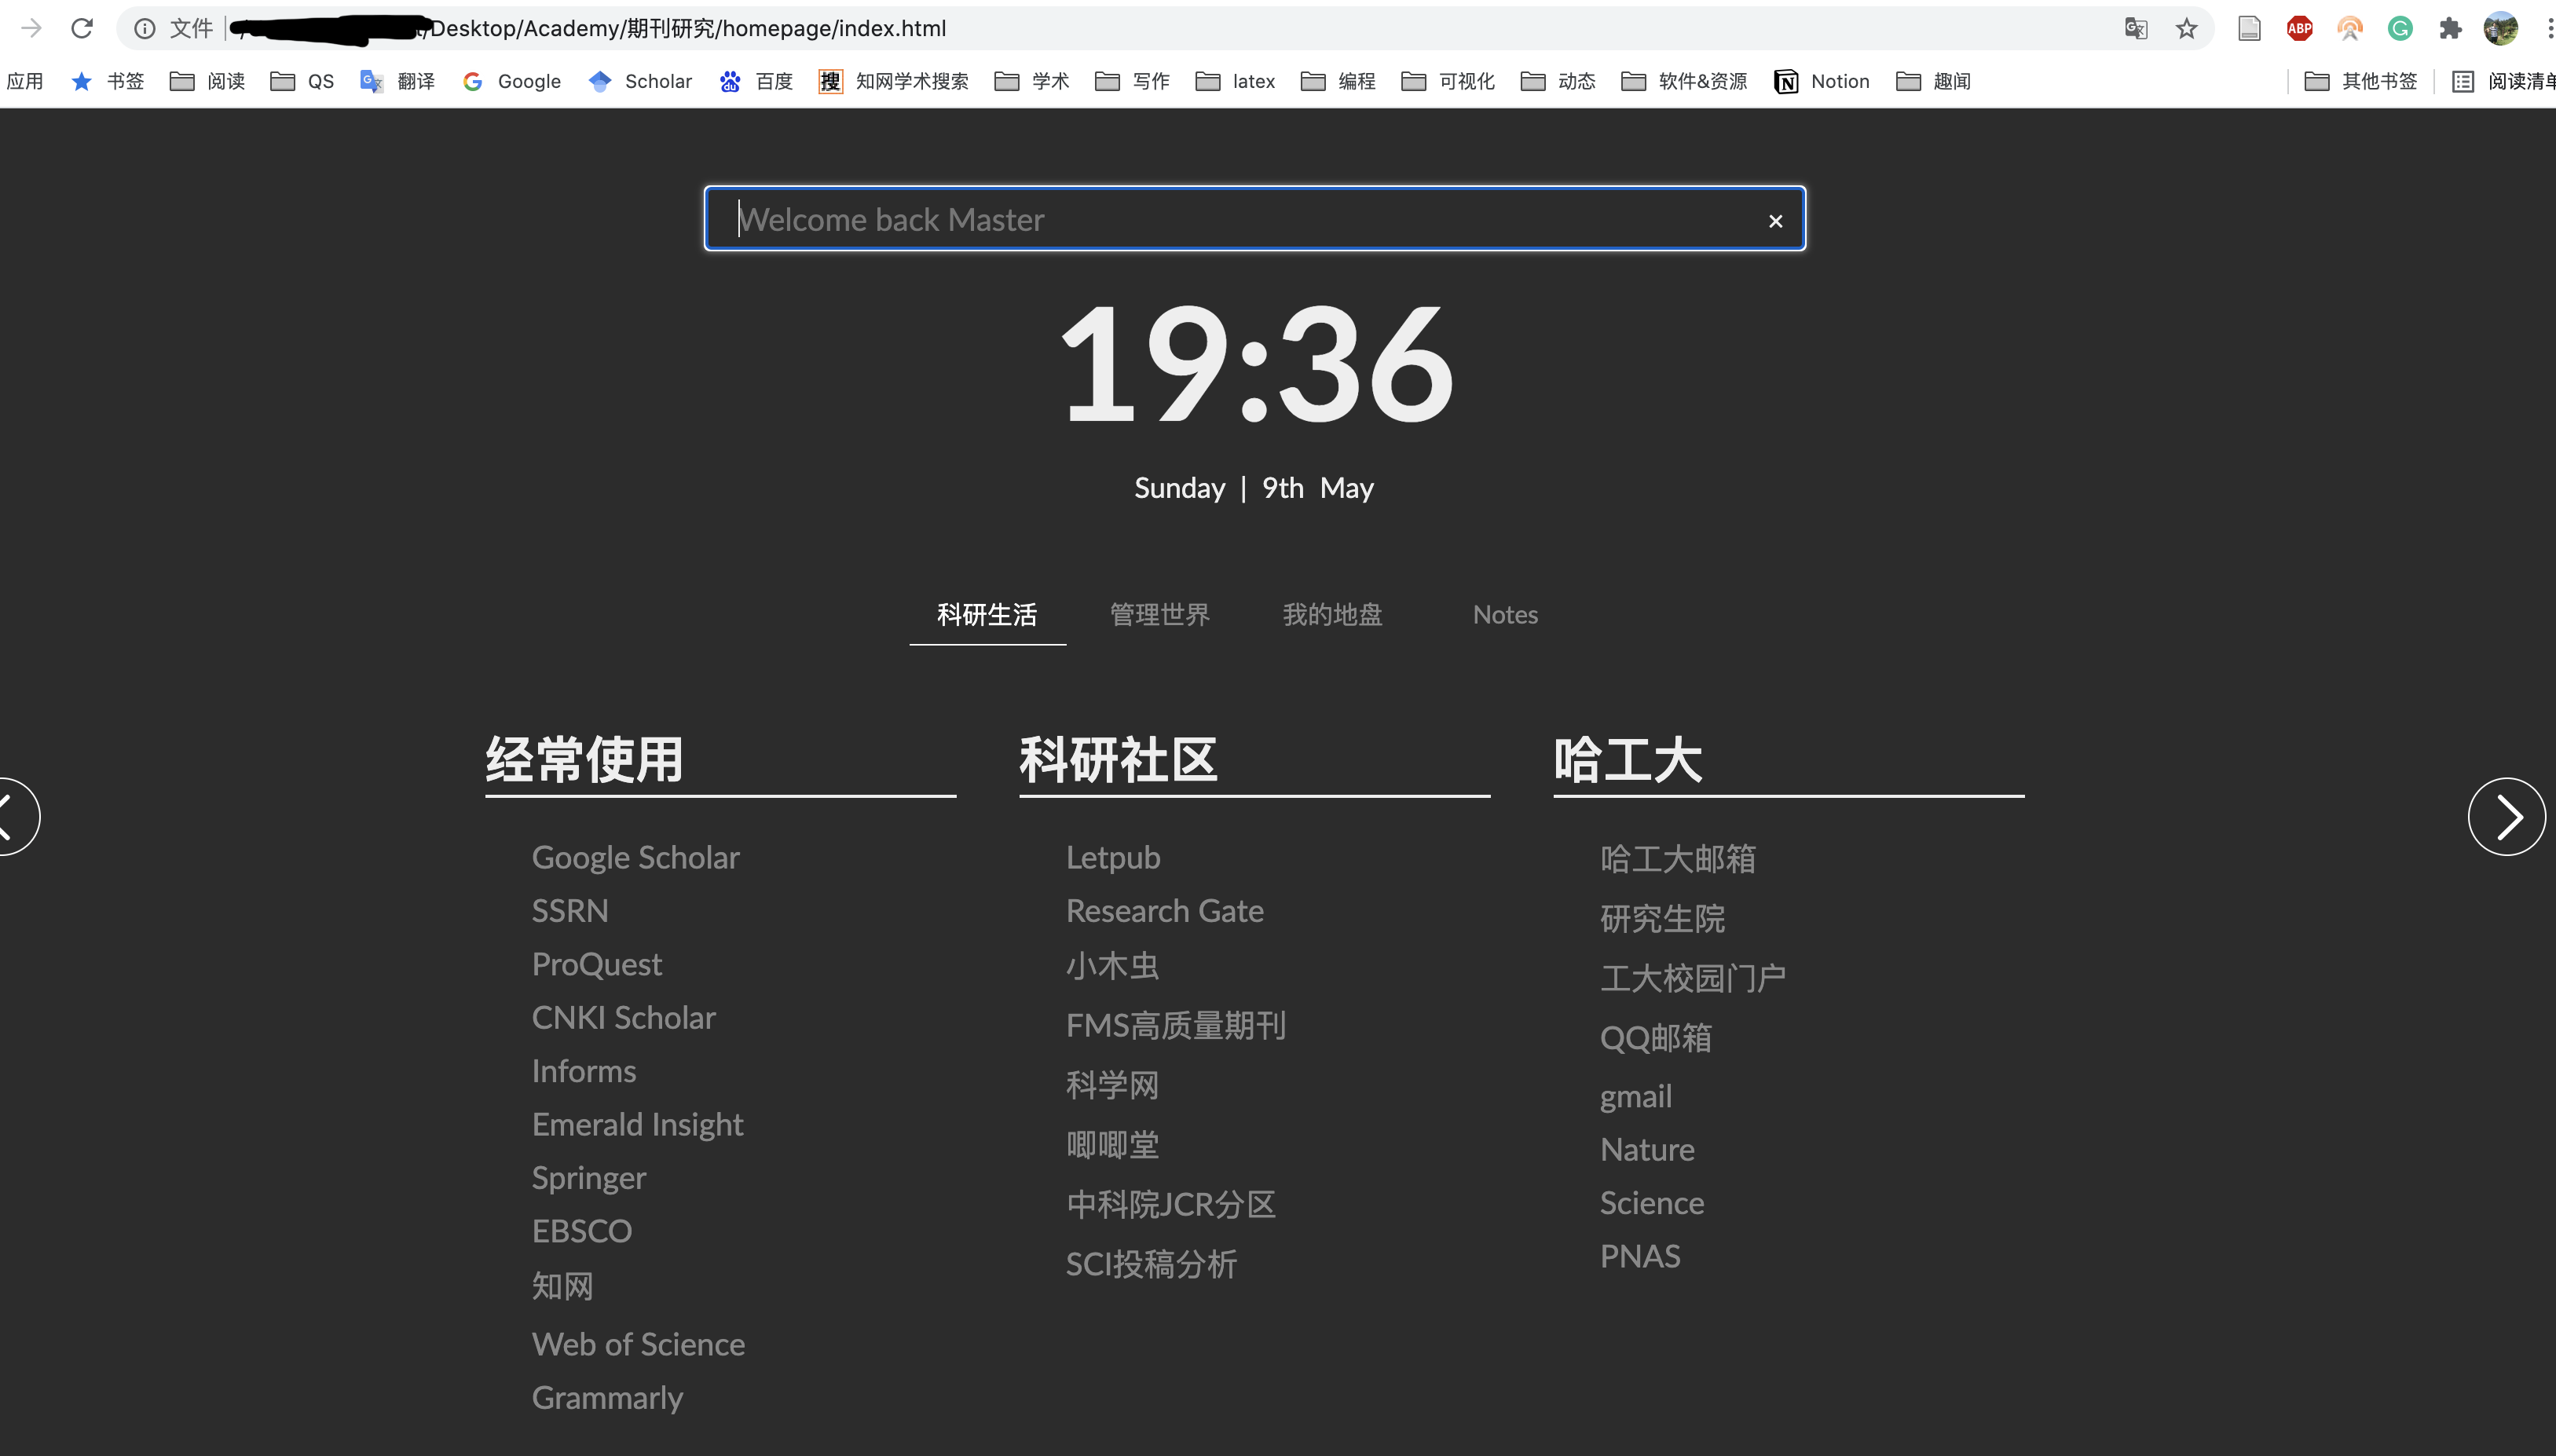 文件 /Desktop/Academy/期刊研究/homepage/index.html ABP
应用 书签 阅读 QS 翻译 Google Scholar 百度 搜 知网学术搜索 学术 写作 latex 编程 可视化 动态 软件&资源 Notion 趣闻 其他书签 阅读清单
Welcome back Master
19:36
Sunday | 9th May
科研生活 管理世界 我的地盘 Notes
经常使用
Google Scholar
SSRN
ProQuest
CNKI Scholar
Informs
Emerald Insight
Springer
EBSCO
知网
Web of Science
Grammarly
科研社区
Letpub
Research Gate
小木虫
FMS高质量期刊
科学网
唧唧堂
中科院JCR分区
SCI投稿分析
哈工大
哈工大邮箱
研究生院
工大校园门户
QQ邮箱
gmail
Nature
Science
PNAS